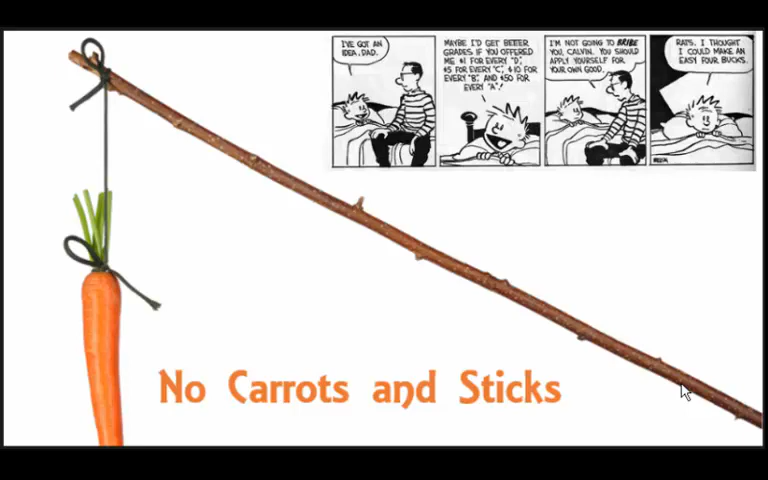 I'VE GOT AN
IDEA, DAD.
MAYBE I'D GET BETTER
GRADES IF YOU OFFERED
ME $1 FOR EVERY "D",
$5 FOR EVERY "C", $10 FOR
EVERY "B", AND $50 FOR
EVERY "A"!
I'M NOT GOING TO BRIBE
YOU, CALVIN. YOU SHOULD
APPLY YOURSELF FOR
YOUR OWN GOOD.
RATS. I THOUGHT
I COULD MAKE AN
EASY FOUR BUCKS.
No Carrots and Sticks